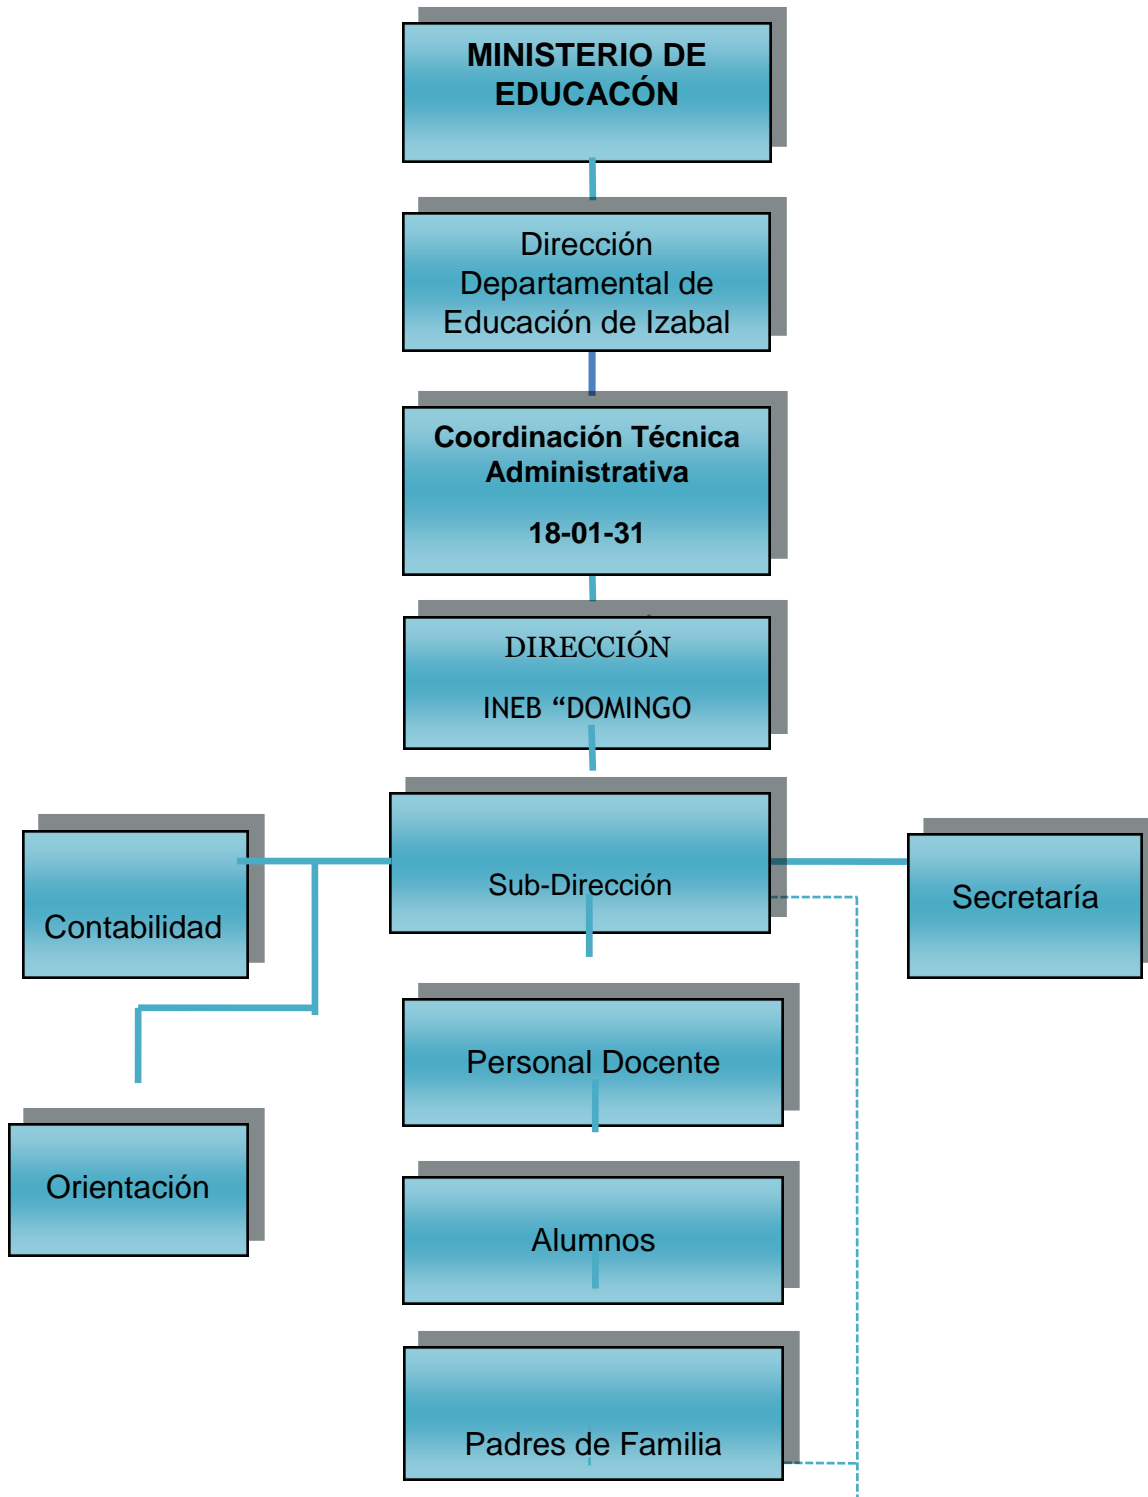 MINISTERIO DE
EDUCACÓN
Dirección
Departamental de
Educación de Izabal
Coordinación Técnica
Administrativa
18-01-31
DIRECCIÓN
INEB “DOMINGO
Contabilidad
Sub-Dirección
Secretaría
Personal Docente
Orientación
Alumnos
Padres de Familia